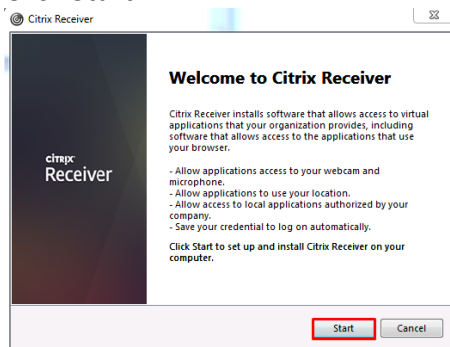 Citrix Receiver
Welcome to Citrix Receiver
Citrix Receiver installs software that allows access to virtual
applications that your organization provides, including
software that allows access to the applications that use
your browser.
citrix
Receiver
- Allow applications access to your webcam and
microphone.
- Allow applications to use your location.
- Allow access to local applications authorized by your
company.
- Save your credential to log on automatically.
Click Start to set up and install Citrix Receiver on your
computer.
Start
Cancel